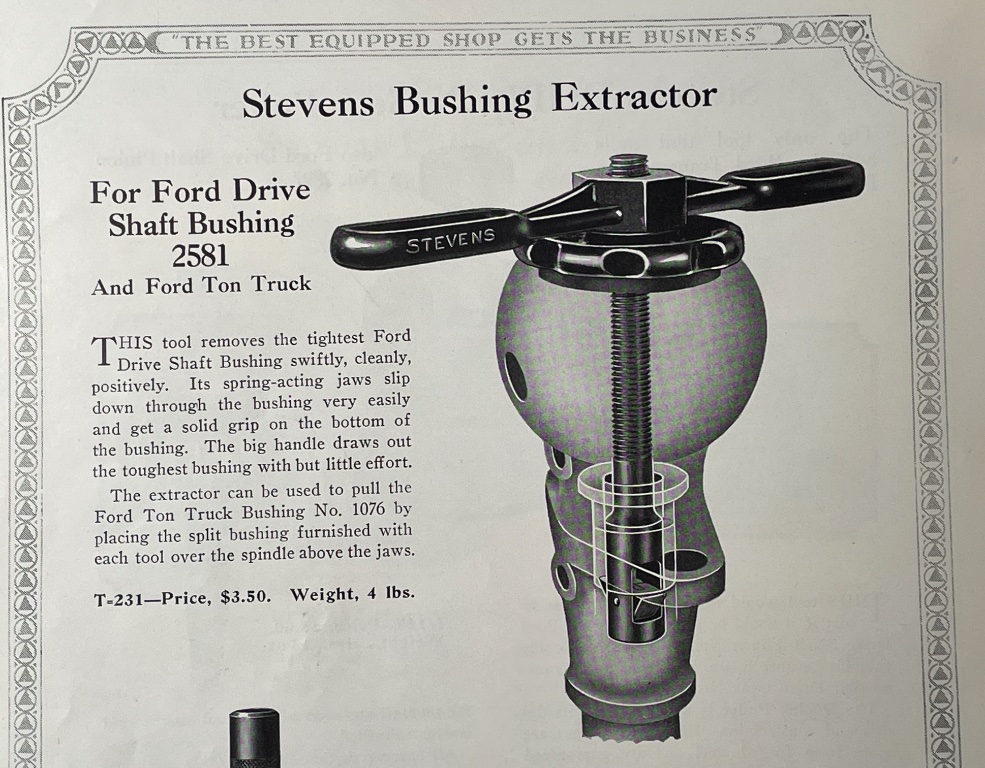 "THE BEST EQUIPPED SHOP GETS THE BUSINESS"
Stevens Bushing Extractor
For Ford Drive
Shaft Bushing
2581
And Ford Ton Truck
THIS tool removes the tightest Ford
Drive Shaft Bushing swiftly, cleanly,
positively. Its spring-acting jaws slip
down through the bushing very easily
and get a solid grip on the bottom of
the bushing. The big handle draws out
the toughest bushing with but little effort.
The extractor can be used to pull the
Ford Ton Truck Bushing No. 1076 by
placing the split bushing furnished with
each tool over the spindle above the jaws.
T-231—Price, $3.50. Weight, 4 lbs.
STEVENS